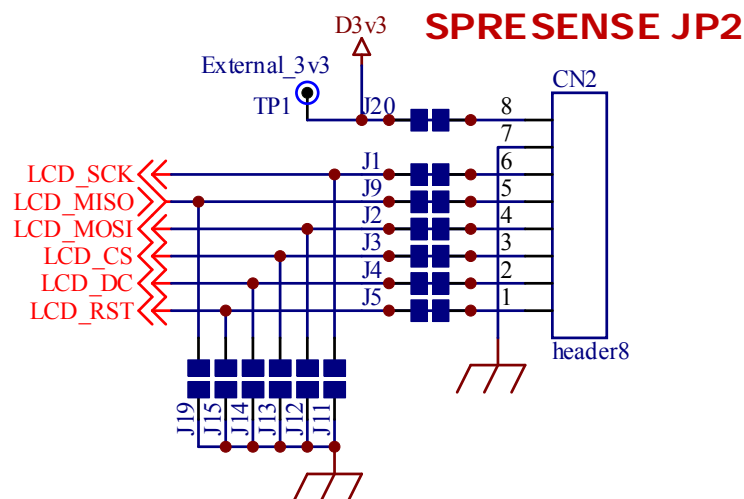 D3v3
SPRESENSE JP2
External_3v3
CN2
TP1
J20
8
7
LCD_SCK
J1
6
LCD_MISO
J9
5
LCD_MOSI
J2
4
LCD_CS
J3
3
LCD_DC
J4
2
LCD_RST
J5
1
header8
J19
J15
J14
J13
J12
J11